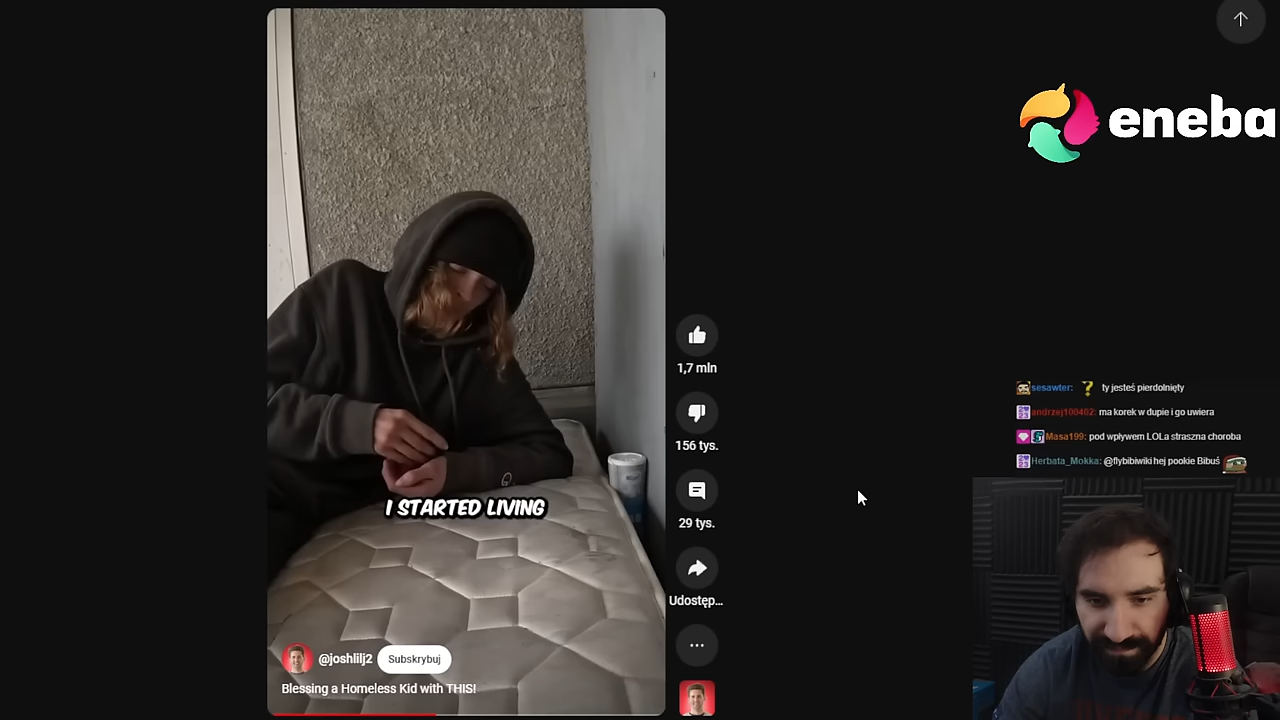 eneba
1,7 mln
156 tys.
29 tys.
Udostęp...
I STARTED LIVING
@joshlilj2 Subskrybuj
Blessing a Homeless Kid with THIS!
sesawter: ty jesteś pierdolnięty
andrzej100402: ma korek w dupie i go uwiera
Masa199: pod wpływem LOLa straszna choroba
Herbata_Mokka: @flybibiwiki hej pookie Bibuś